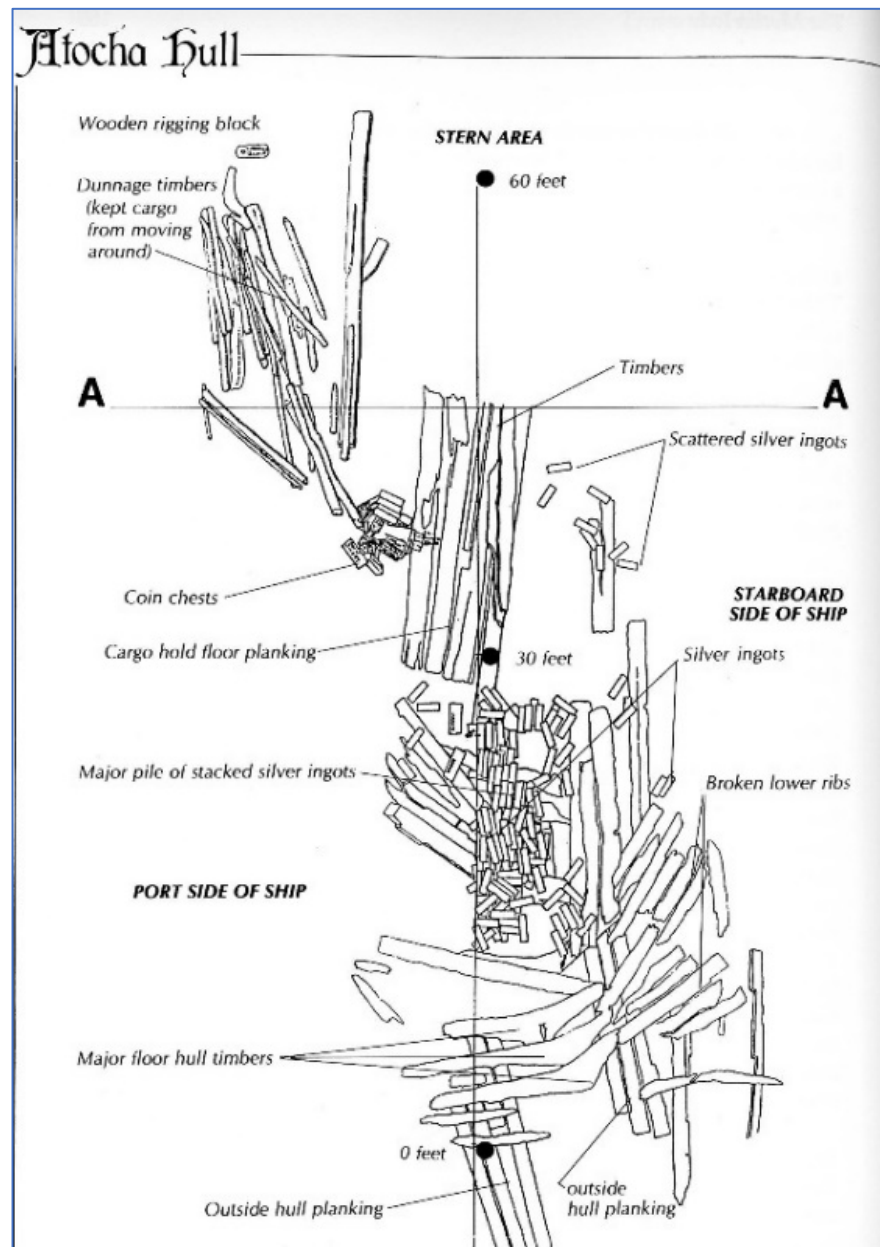 Atocha Hull
Wooden rigging block
STERN AREA
60 feet
Dunnage timbers
(kept cargo
from moving
around)
Timbers
A
A
Scattered silver ingots
Coin chests
STARBOARD
SIDE OF SHIP
Cargo hold floor planking
30 feet
Silver ingots
Major pile of stacked silver ingots
Broken lower ribs
PORT SIDE OF SHIP
Major floor hull timbers
0 feet
Outside hull planking
outside
hull planking